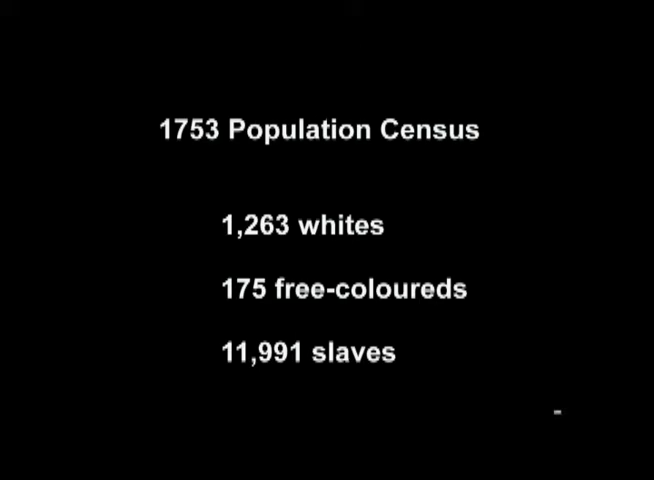 1753 Population Census
1,263 whites
175 free-coloureds
11,991 slaves